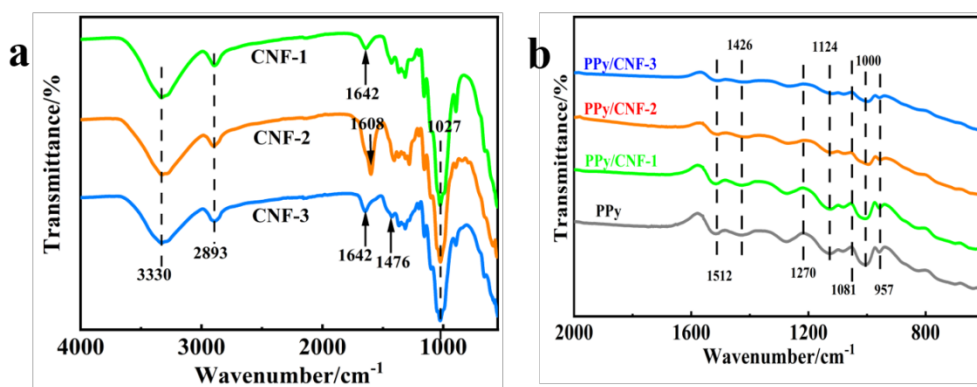 a
Transmittance/%
CNF-1
1642
CNF-2
1608
1027
CNF-3
3330
2893
1642
1476
4000 3000 2000 1000
Wavenumber/cm⁻¹
b
Transmittance/%
1426 1124 1000
PPy/CNF-3
PPy/CNF-2
PPy/CNF-1
PPy
1512 1270 1081 957
2000 1600 1200 800
Wavenumber/cm⁻¹